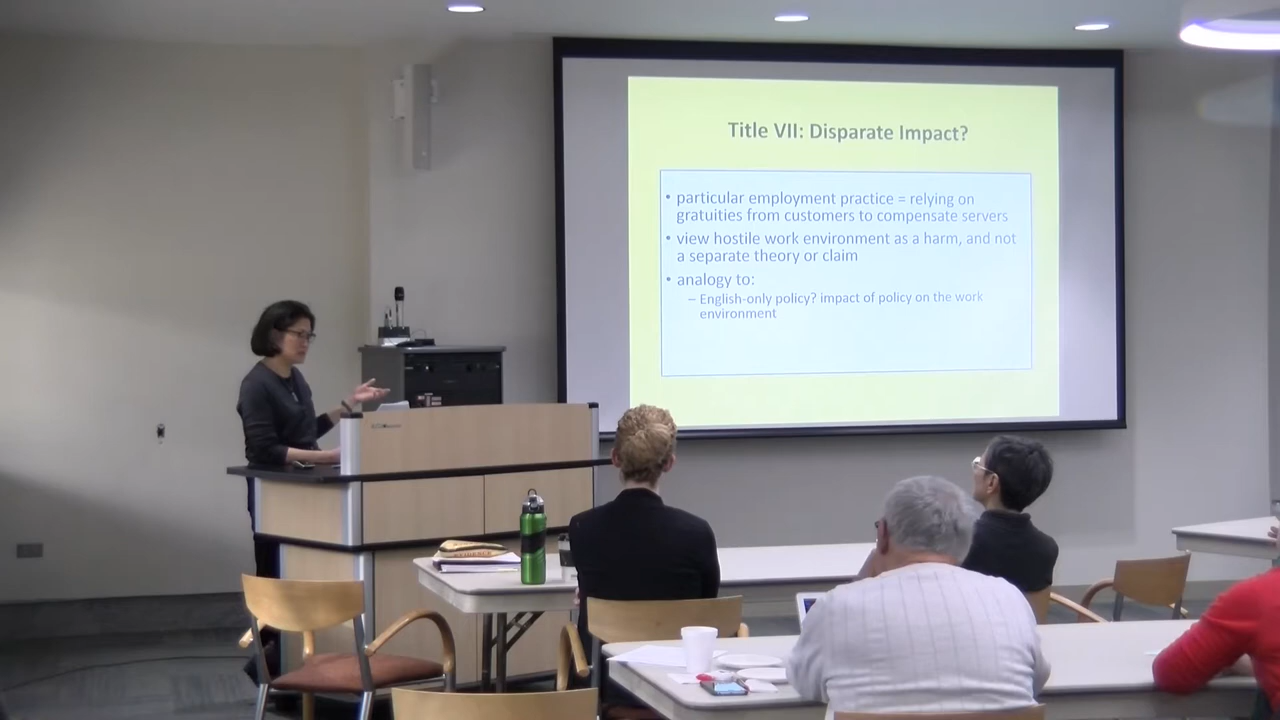 Title VII: Disparate Impact?
• particular employment practice = relying on
gratuities from customers to compensate servers
• view hostile work environment as a harm, and not
a separate theory or claim
• analogy to:
– English-only policy? impact of policy on the work
environment
EVIDENCE